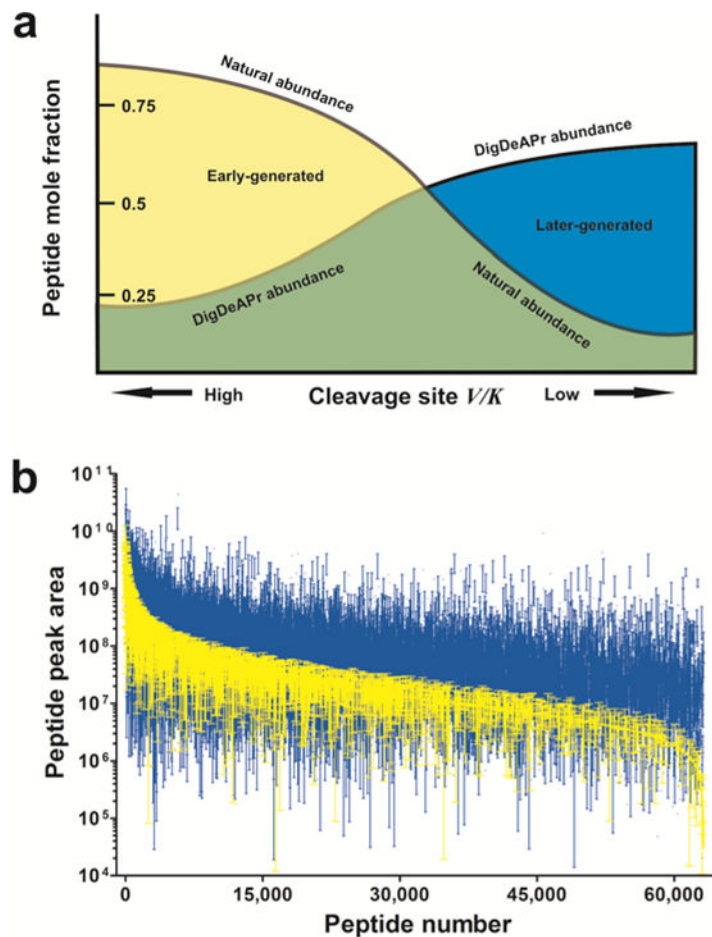 a
Peptide mole fraction
0.75
0.5
0.25
Natural abundance
DigDeAPr abundance
Early-generated
Later-generated
DigDeAPr abundance
Natural abundance
High
Cleavage site V/K
Low
b
Peptide peak area
10¹¹
10¹⁰
10⁹
10⁸
10⁷
10⁶
10⁵
10⁴
0
15,000
30,000
45,000
60,000
Peptide number